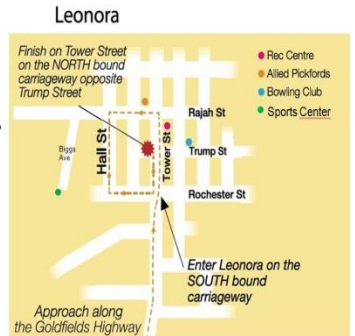 Leonora
Finish on Tower Street
on the NORTH bound
carriageway opposite
Trump Street
Rec Centre
Allied Pickfords
Bowling Club
Sports Center
Rajah St
Hall St
Tower St
Biggs
Ave
Trump St
Rochester St
Enter Leonora on the
SOUTH bound
carriageway
Approach along
the Goldfields Highway